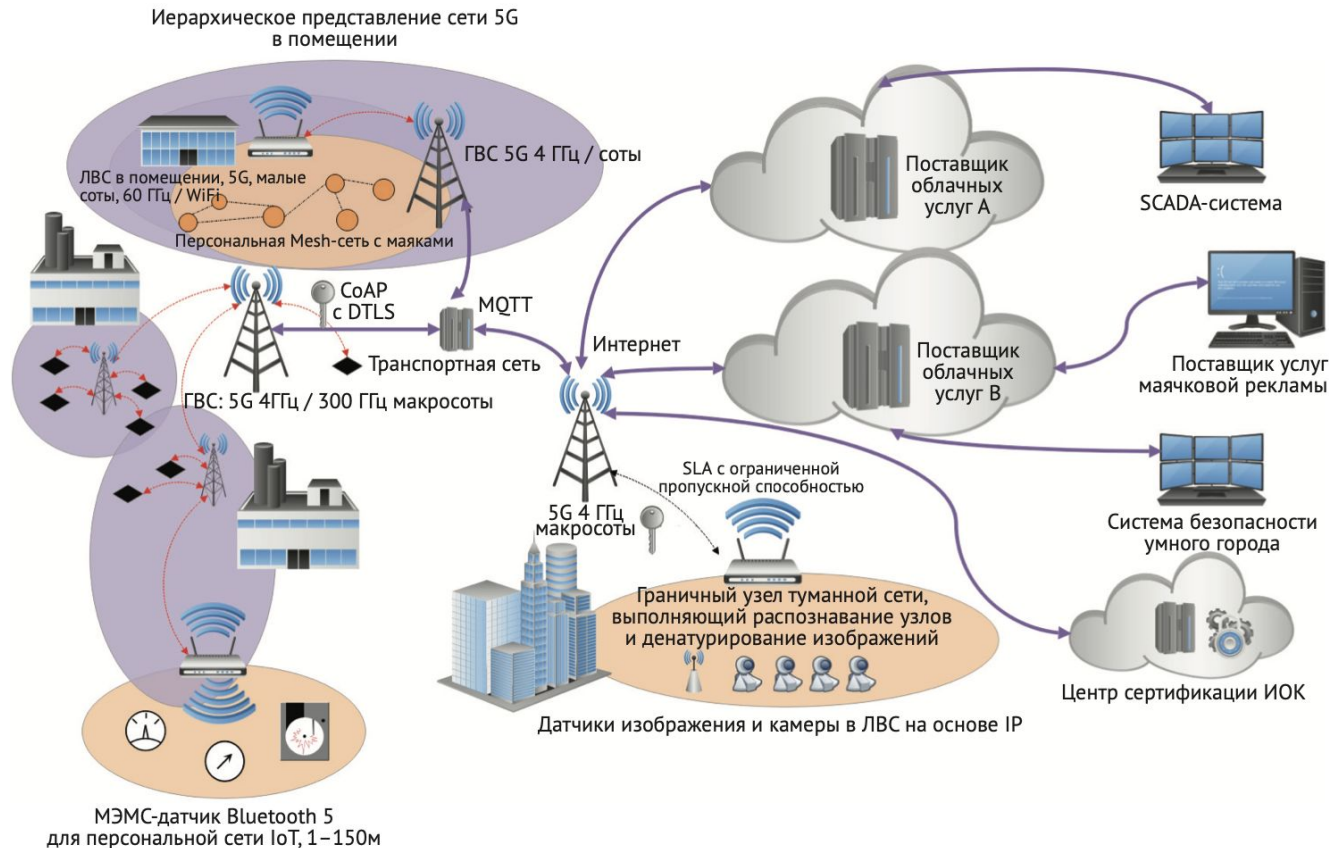 Иерархическое представление сети 5G
в помещении
ГВС 5G 4 ГГц / соты
ЛВС в помещении, 5G, малые
соты, 60 ГГц / WiFi
Персональная Mesh-сеть с маяками
CoAP
с DTLS
MQTT
Транспортная сеть
ГВС: 5G 4ГГц / 300 ГГц макросоты
Интернет
Поставщик
облачных
услуг A
SCADA-система
Поставщик
облачных
услуг B
Поставщик услуг
маячковой рекламы
SLA с ограниченной
пропускной способностью
5G 4 ГГц
макросоты
Система безопасности
умного города
Граничный узел туманной сети,
выполняющий распознавание узлов
и денатурирование изображений
Центр сертификации ИОК
Датчики изображения и камеры в ЛВС на основе IP
МЭМС-датчик Bluetooth 5
для персональной сети IoT, 1–150м